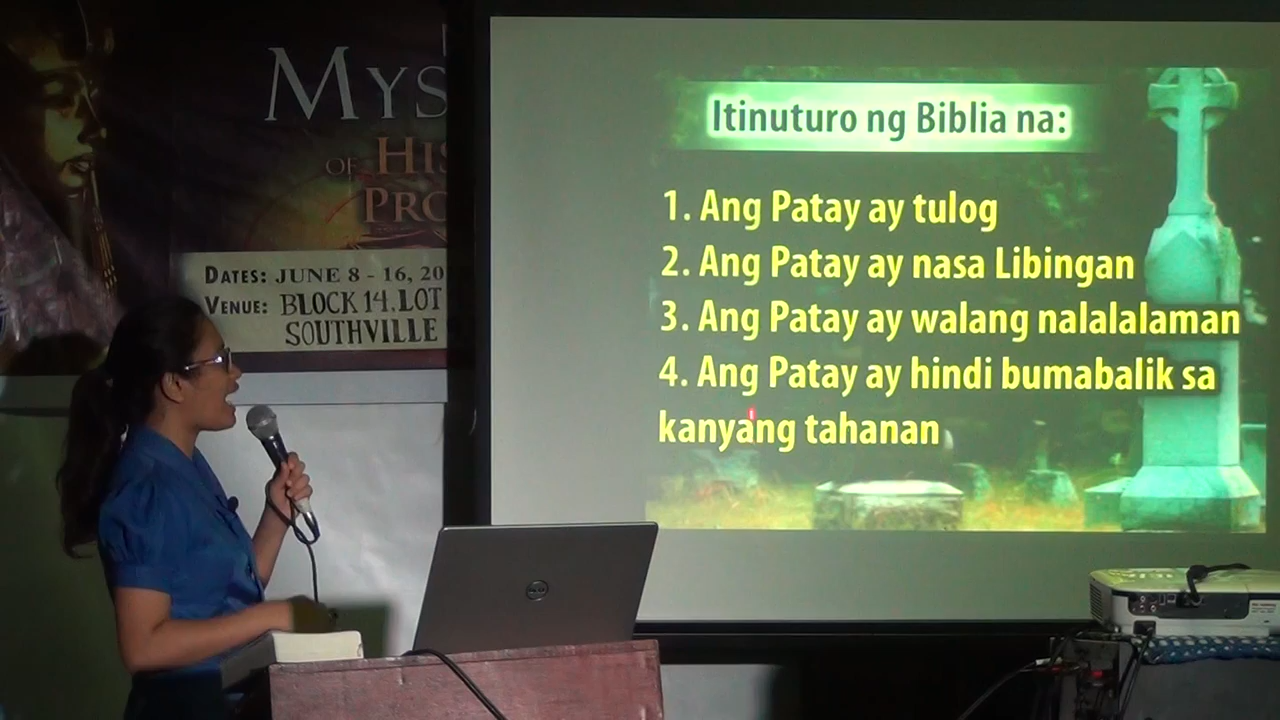 MYS
OF HIS
PRO
DATES: JUNE 8 - 16, 20
VENUE: BLOCK 14, LOT
SOUTHVILLE
Itinuturo ng Biblia na:
1. Ang Patay ay tulog
2. Ang Patay ay nasa Libingan
3. Ang Patay ay walang nalalalaman
4. Ang Patay ay hindi bumabalik sa
kanyang tahanan
DELL